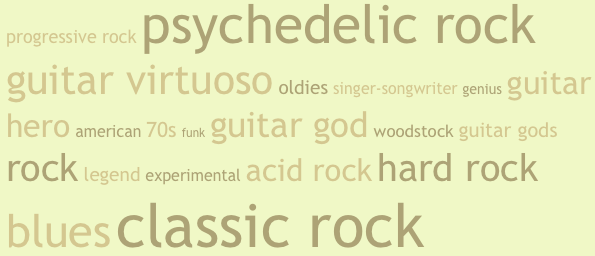 progressive rock psychedelic rock
guitar virtuoso oldies singer-songwriter genius guitar
hero american 70s funk guitar god woodstock guitar gods
rock legend experimental acid rock hard rock
blues classic rock